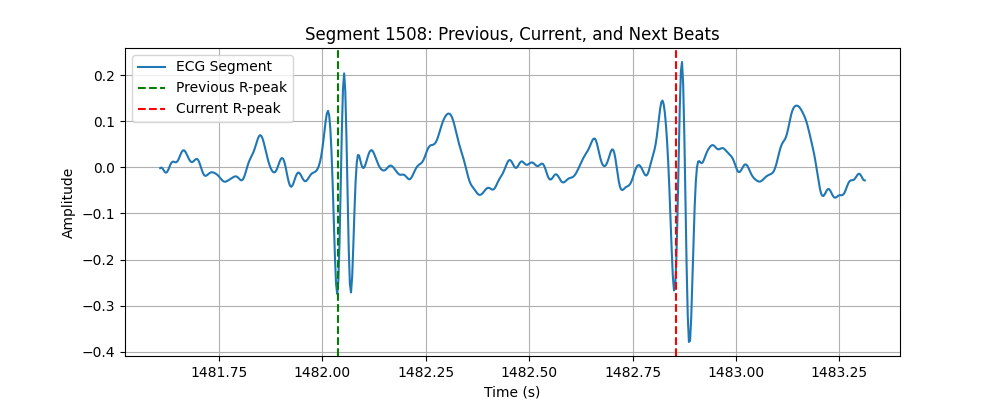 Segment 1508: Previous, Current, and Next Beats
ECG Segment
Previous R-peak
Current R-peak
0.2
0.1
0.0
−0.1
−0.2
−0.3
−0.4
Amplitude
1481.75 1482.00 1482.25 1482.50 1482.75 1483.00 1483.25
Time (s)